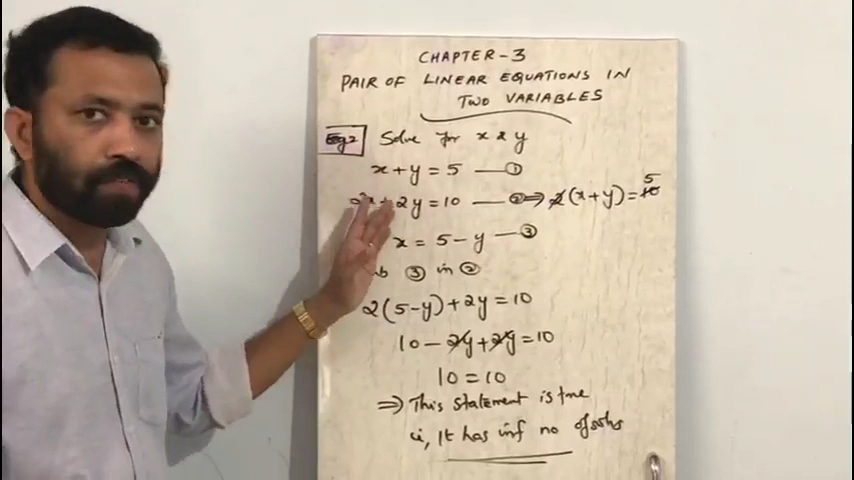 CHAPTER-3
PAIR OF LINEAR EQUATIONS IN
TWO VARIABLES
Eg2 Solve for x & y
x + y = 5 — ①
2x + 2y = 10 — ② ⇒ 2(x+y) = 10 5
x = 5 - y — ③
③ in ②
2(5-y) + 2y = 10
10 - 2y + 2y = 10
10 = 10
⇒ This statement is true
ie, It has inf no of solns